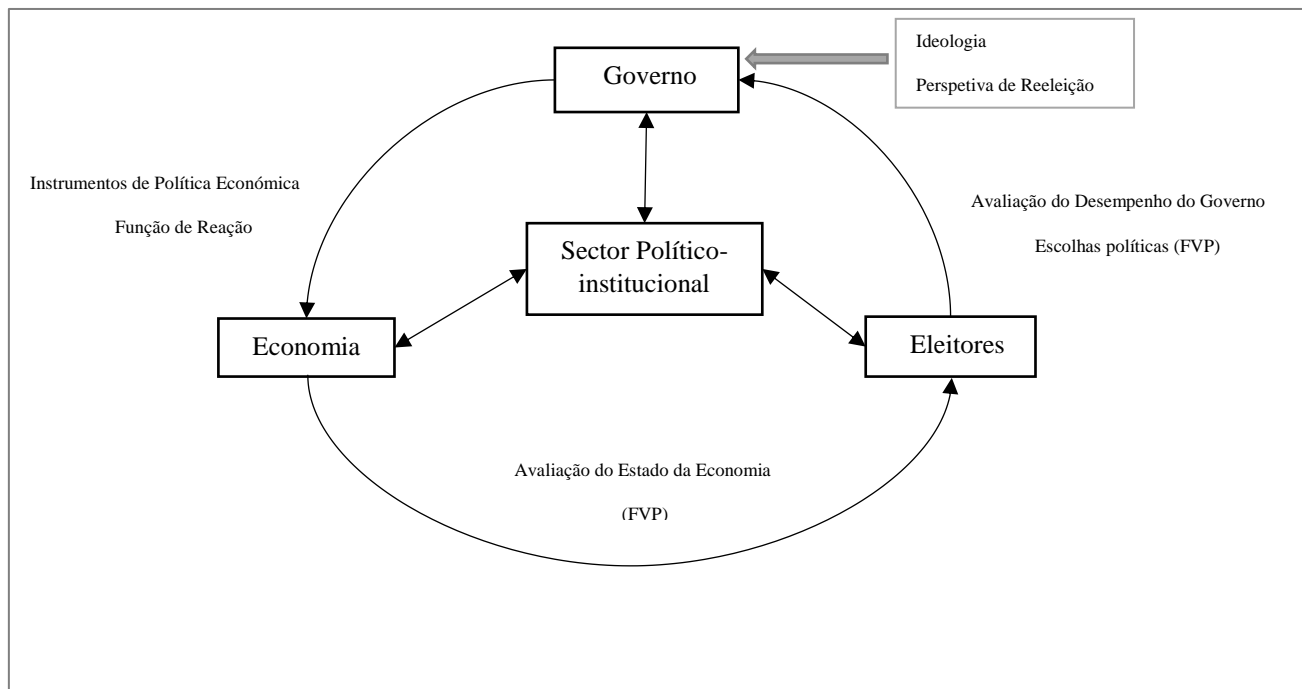 Ideologia
Perspetiva de Reeleição
Governo
Instrumentos de Política Económica
Função de Reação
Avaliação do Desempenho do Governo
Escolhas políticas (FVP)
Sector Político-
institucional
Economia
Eleitores
Avaliação do Estado da Economia
(FVP)